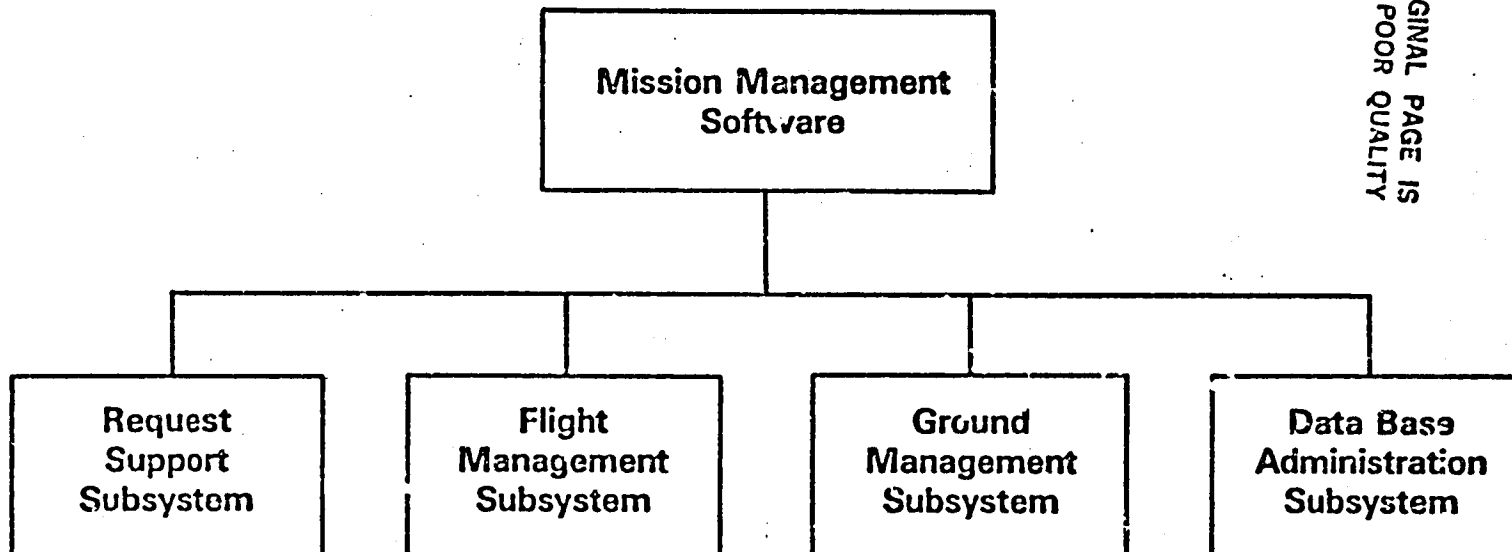 Mission Management
Software
GINAL PAGE IS
POOR QUALITY
Request
Support
Subsystem
Flight
Management
Subsystem
Ground
Management
Subsystem
Data Base
Administration
Subsystem